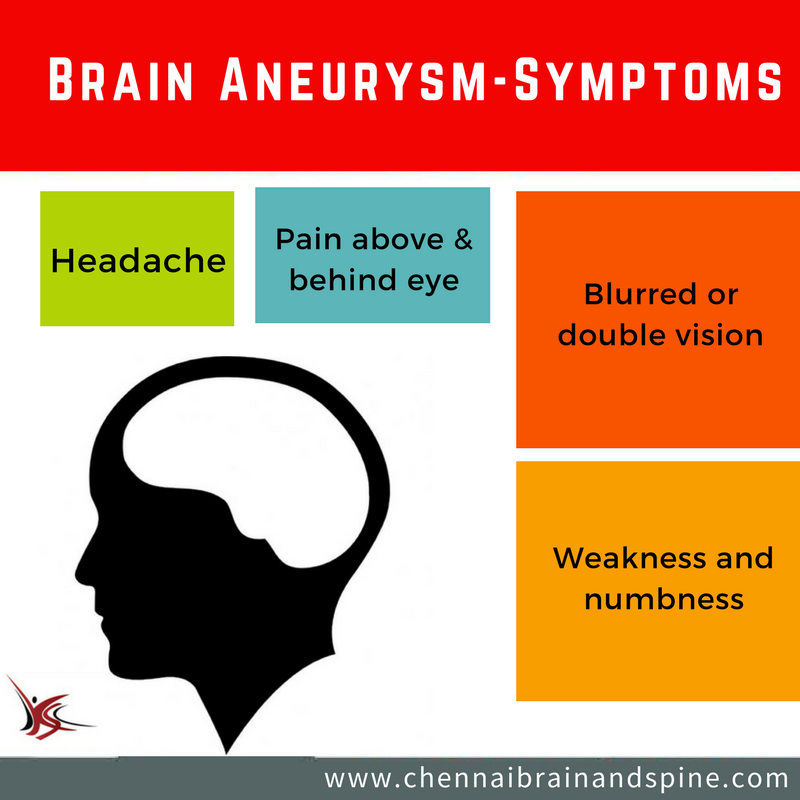 Brain Aneurysm-Symptoms
Headache
Pain above &
behind eye
Blurred or
double vision
Weakness and
numbness
www.chennaibrainandspine.com